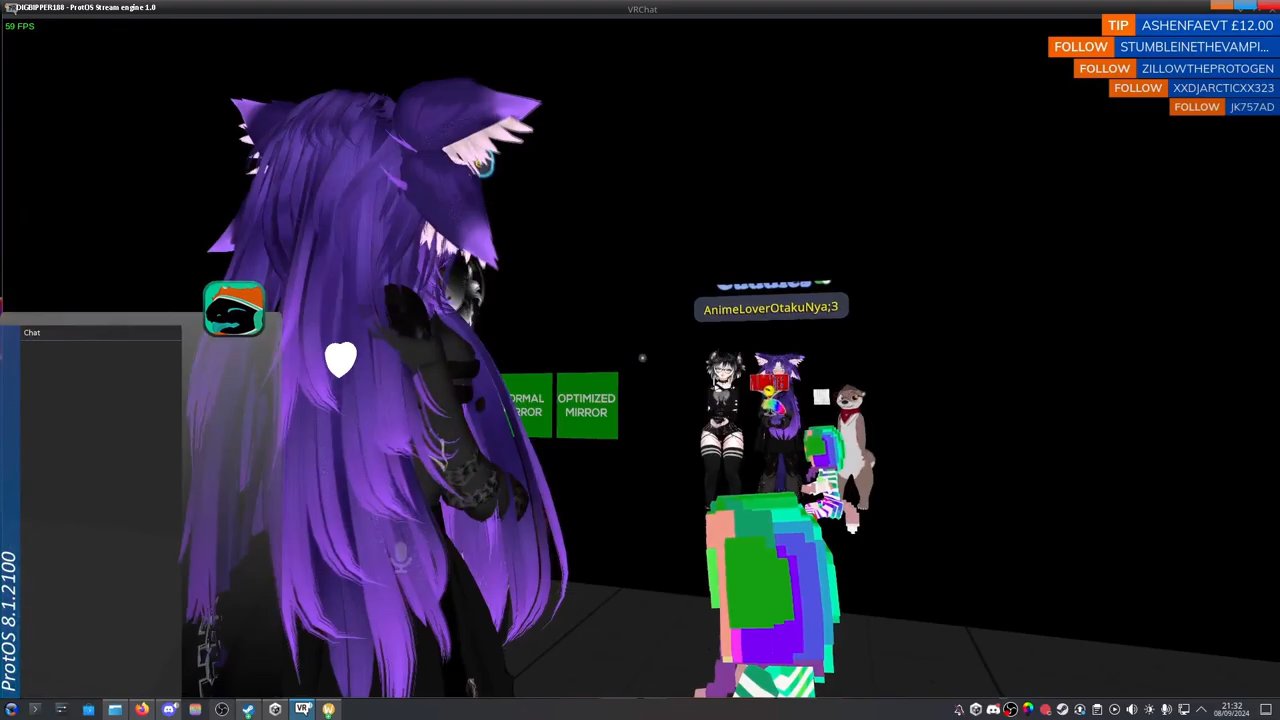 DIGBIPPER188 - ProtOS Stream engine 1.0
VRChat
59 FPS
TIP ASHENFAEVT £12.00
FOLLOW STUMBLEINETHEVAMPI...
FOLLOW ZILLOWTHEPROTOGEN
FOLLOW XXDJARCTICXX323
FOLLOW JK757AD
AnimeLoverOtakuNya;3
Chat
OPTIMIZED
MIRROR
ProtOS 8.1.2100
VR
21:32
08/09/2024